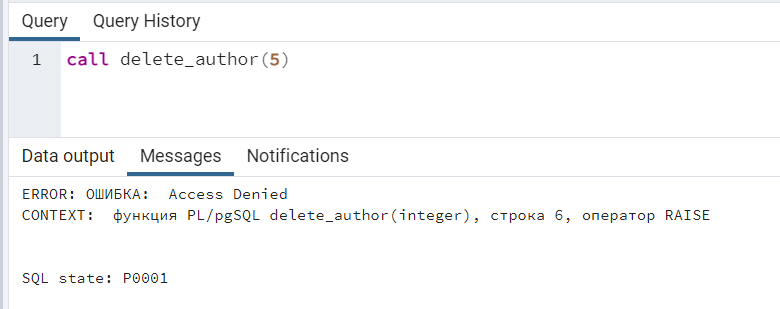 Query Query History
1 call delete_author(5)
Data output Messages Notifications
ERROR: ОШИБКА:  Access Denied
CONTEXT:  функция PL/pgSQL delete_author(integer), строка 6, оператор RAISE
SQL state: P0001